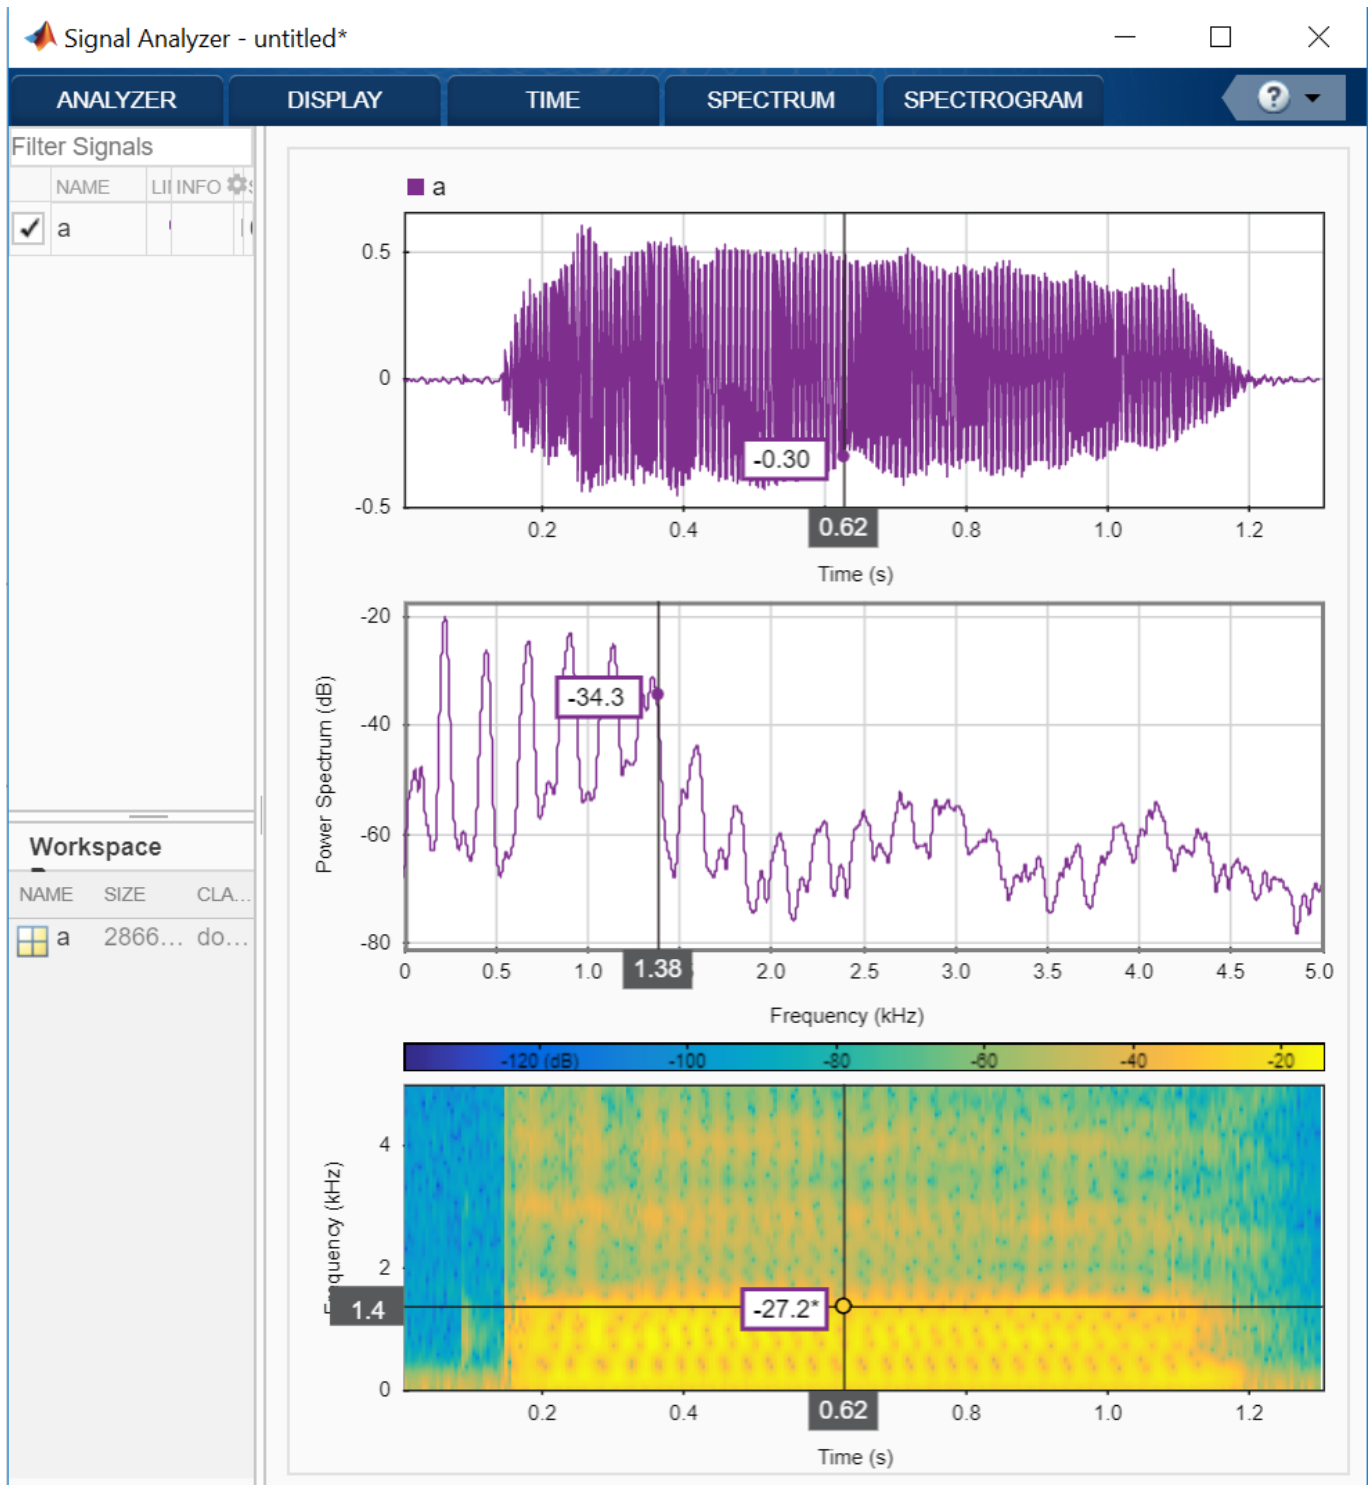 Signal Analyzer - untitled*
ANALYZER DISPLAY TIME SPECTRUM SPECTROGRAM ?
Filter Signals
NAME LII INFO
a
a
0.5
0
-0.5
-0.30
0.2 0.4 0.62 0.8 1.0 1.2
Time (s)
Power Spectrum (dB)
-20
-40
-60
-80
-34.3
0 0.5 1.0 1.38 2.0 2.5 3.0 3.5 4.0 4.5 5.0
Frequency (kHz)
-120 (dB) -100 -80 -60 -40 -20
Frequency (kHz)
4
2
1.4
0
-27.2*
0.2 0.4 0.62 0.8 1.0 1.2
Time (s)
Workspace
NAME SIZE CLA...
a 2866... do...